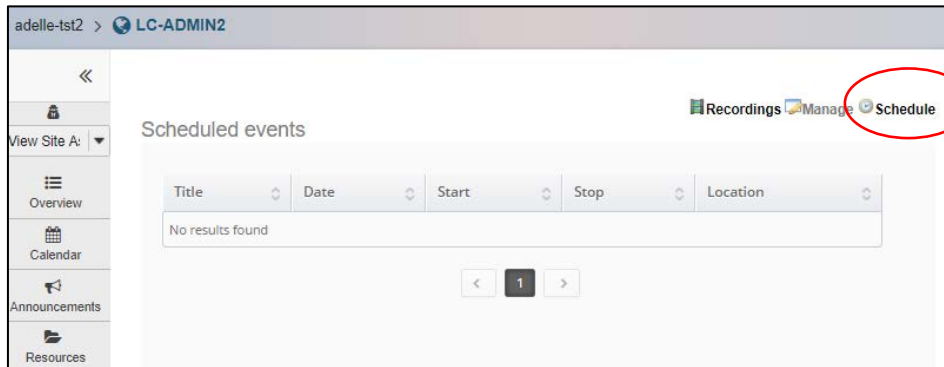 adelle-tst2 > LC-ADMIN2
Recordings Manage Schedule
View Site A:
Scheduled events
Overview
Calendar
Announcements
Resources
Title Date Start Stop Location
No results found
< 1 >